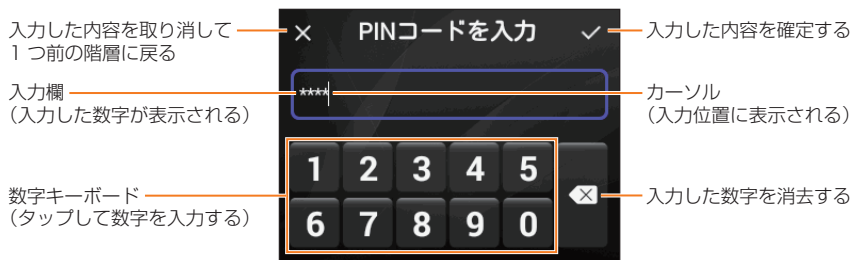 入力した内容を取り消して
1 つ前の階層に戻る
PINコードを入力
入力した内容を確定する
入力欄
（入力した数字が表示される）
****
カーソル
（入力位置に表示される）
1 2 3 4 5
数字キーボード
（タップして数字を入力する）
入力した数字を消去する
6 7 8 9 0